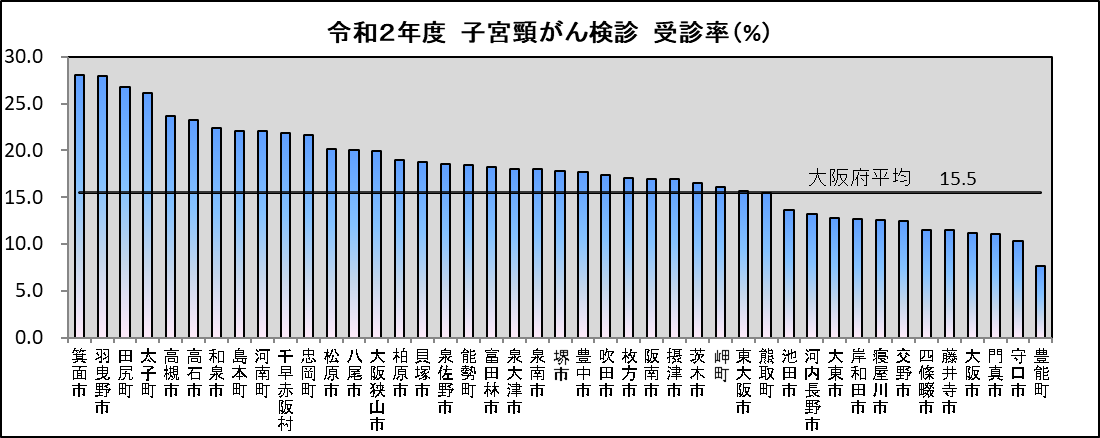 令和２年度 子宮頸がん検診 受診率(%)
30.0
25.0
20.0
15.0
10.0
5.0
0.0
大阪府平均 15.5
箕面市
羽曳野市
田尻町
太子町
高槻市
高石市
和泉市
島本町
河南町
千早赤阪村
忠岡町
松原市
八尾市
大阪狭山市
柏原市
貝塚市
泉佐野市
能勢町
富田林市
泉大津市
泉南市
堺市
豊中市
吹田市
枚方市
阪南市
摂津市
茨木市
岬町
東大阪市
熊取町
池田市
河内長野市
大東市
岸和田市
寝屋川市
交野市
四條畷市
藤井寺市
大阪市
門真市
守口市
豊能町